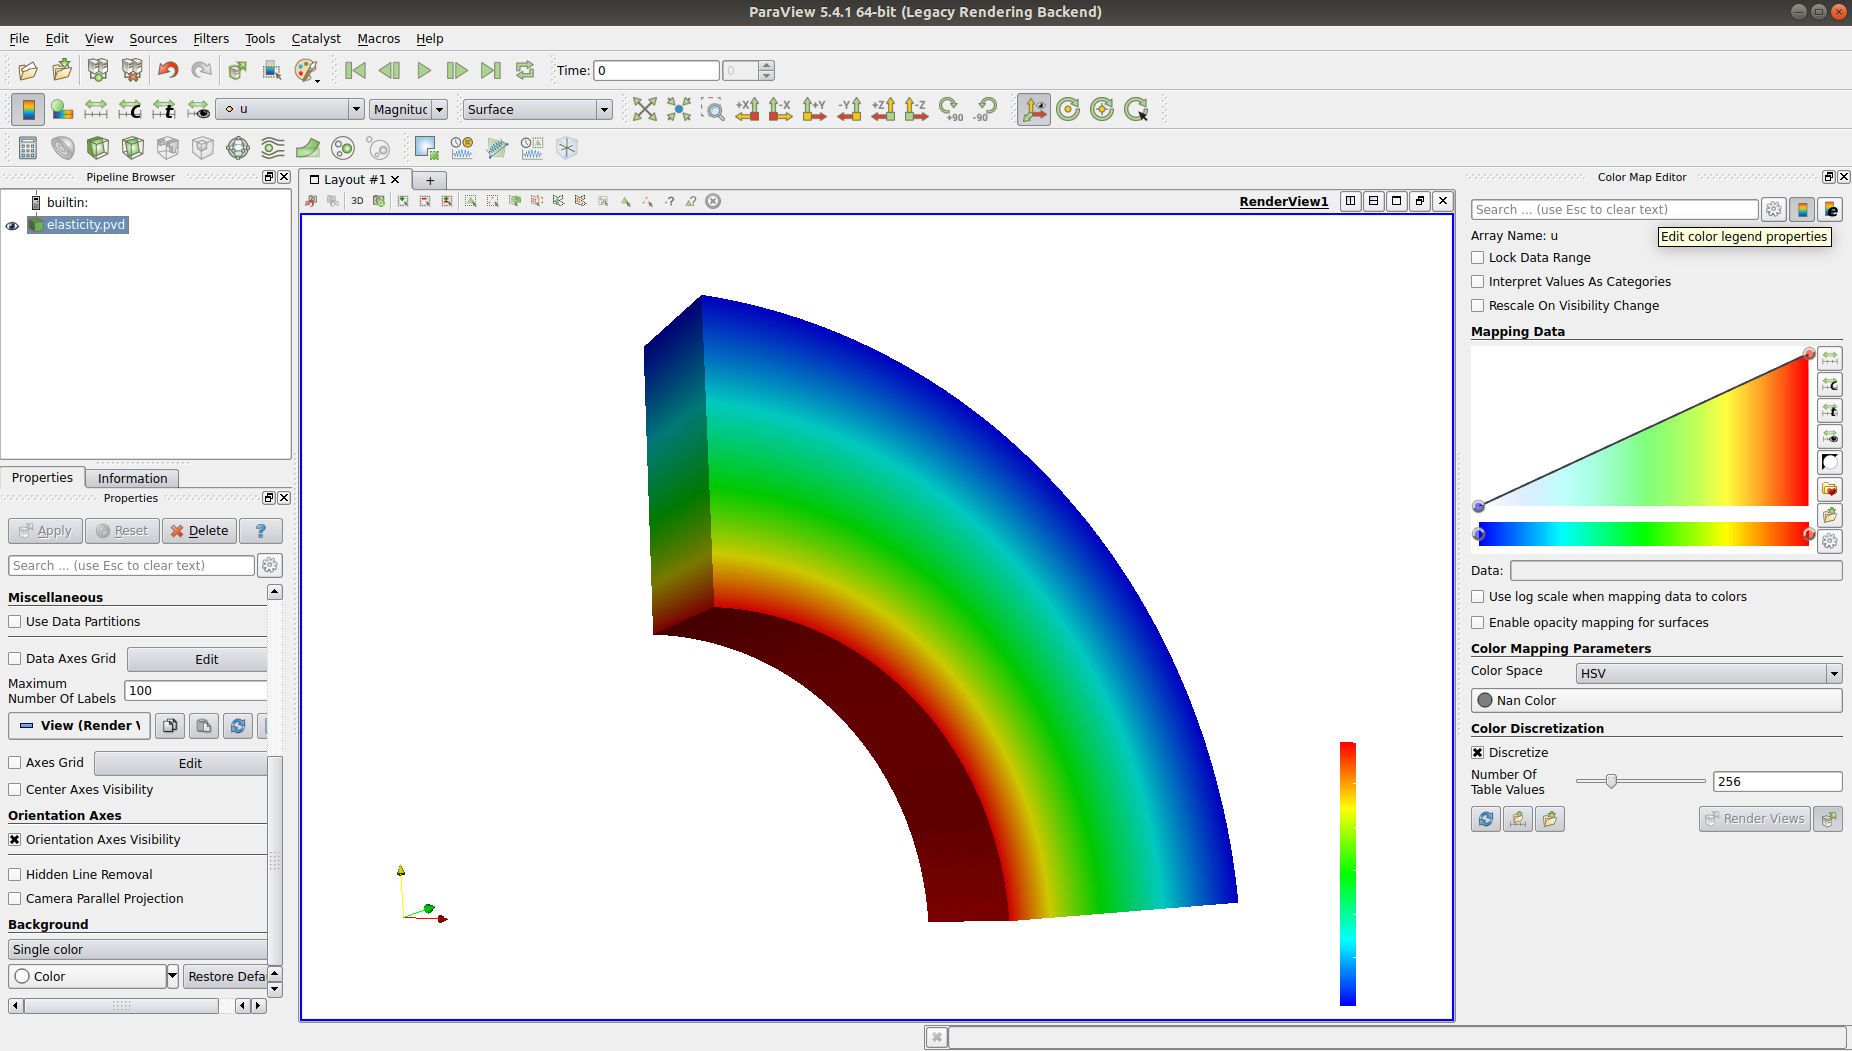 ParaView 5.4.1 64-bit (Legacy Rendering Backend)
File Edit View Sources Filters Tools Catalyst Macros Help
Time: 0 0
u Magnituc Surface
+X -X +Y -Y +Z -Z +90 -90
Pipeline Browser
builtin:
elasticity.pvd
Properties Information
Properties
Apply Reset Delete ?
Search ... (use Esc to clear text)
Miscellaneous
Use Data Partitions
Data Axes Grid Edit
Maximum
Number Of Labels 100
View (Render V
Axes Grid Edit
Center Axes Visibility
Orientation Axes
Orientation Axes Visibility
Hidden Line Removal
Camera Parallel Projection
Background
Single color
Color Restore Defa
Layout #1 +
3D RenderView1
Color Map Editor
Search ... (use Esc to clear text)
Array Name: u
Edit color legend properties
Lock Data Range
Interpret Values As Categories
Rescale On Visibility Change
Mapping Data
Data:
Use log scale when mapping data to colors
Enable opacity mapping for surfaces
Color Mapping Parameters
Color Space HSV
Nan Color
Color Discretization
Discretize
Number Of
Table Values 256
Render Views